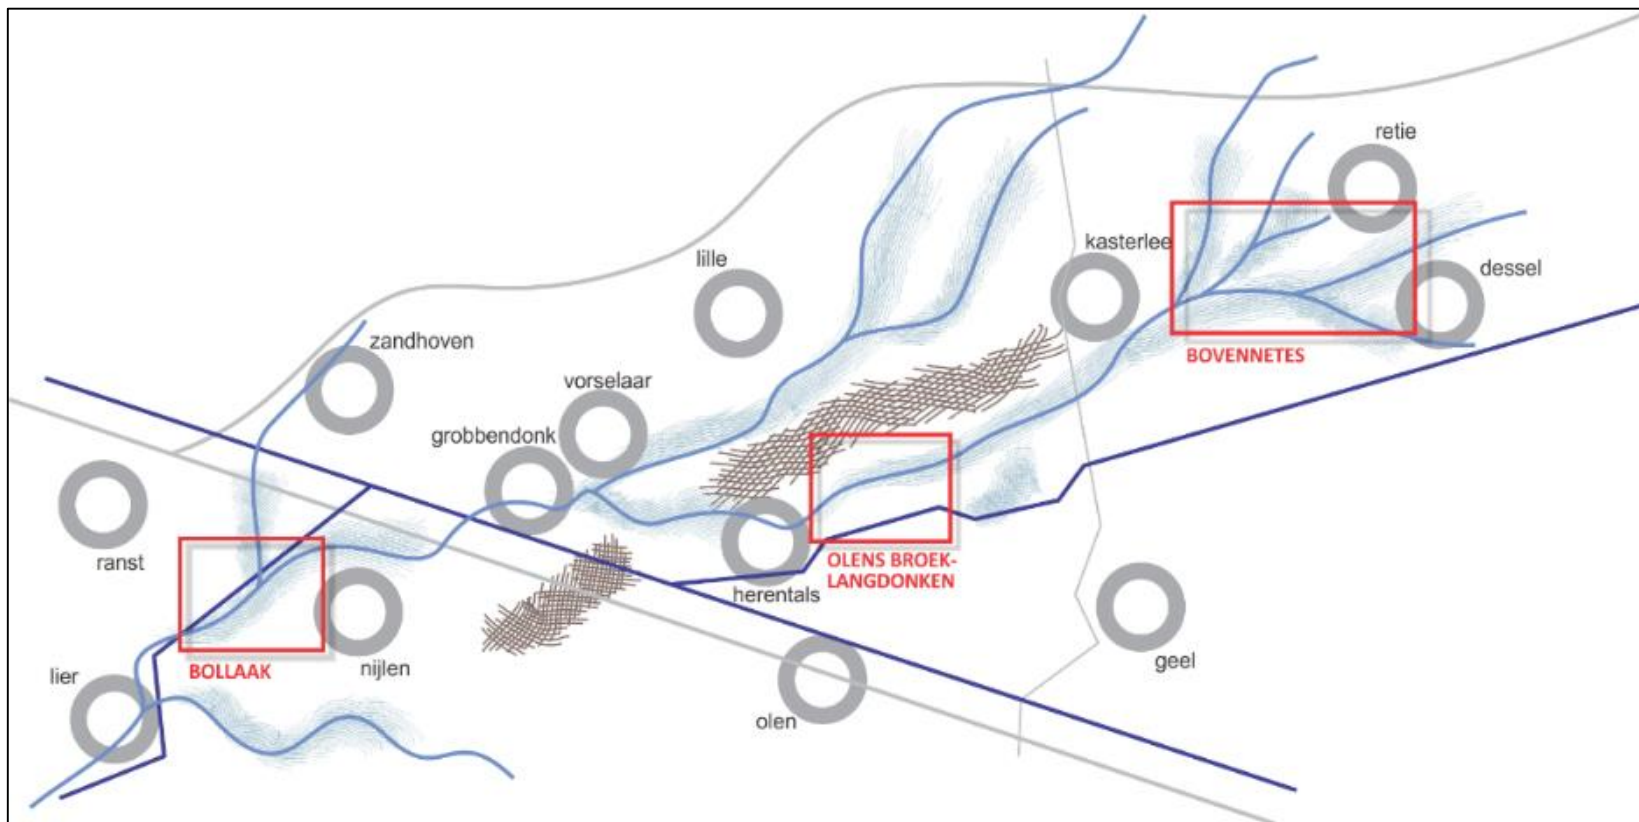 retie
kasterlee
lille
dessel
zandhoven
BOVENNETES
vorselaar
grobbendonk
ranst
OLENS BROEK-
LANGDONKEN
herentals
BOLLAAK
nijlen
geel
lier
olen